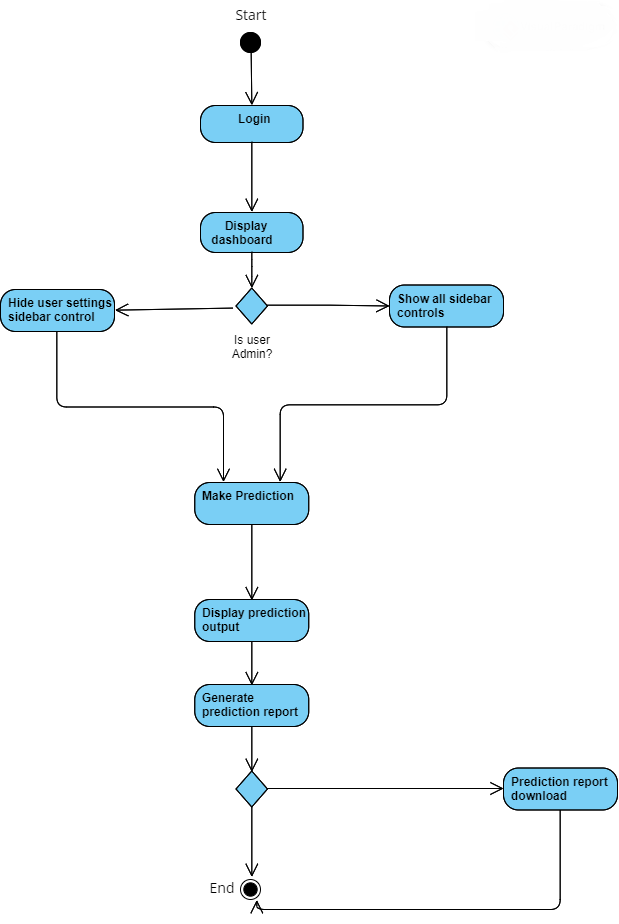 Start
Login
Display
dashboard
Hide user settings
sidebar control
Show all sidebar
controls
Is user
Admin?
Make Prediction
Display prediction
output
Generate
prediction report
Prediction report
download
End